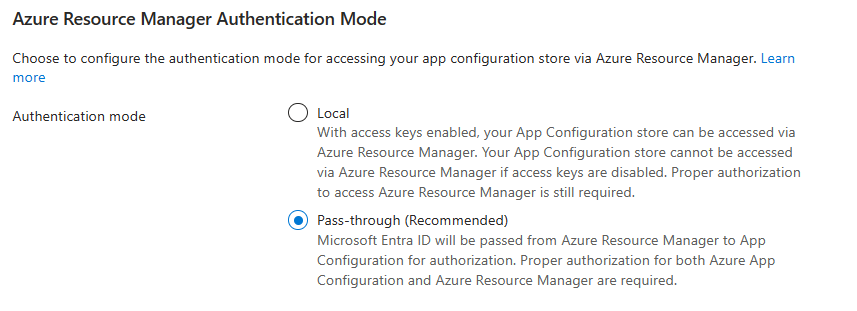 Azure Resource Manager Authentication Mode
Choose to configure the authentication mode for accessing your app configuration store via Azure Resource Manager. Learn
more
Authentication mode
Local
With access keys enabled, your App Configuration store can be accessed via
Azure Resource Manager. Your App Configuration store cannot be accessed
via Azure Resource Manager if access keys are disabled. Proper authorization
to access Azure Resource Manager is still required.
Pass-through (Recommended)
Microsoft Entra ID will be passed from Azure Resource Manager to App
Configuration for authorization. Proper authorization for both Azure App
Configuration and Azure Resource Manager are required.